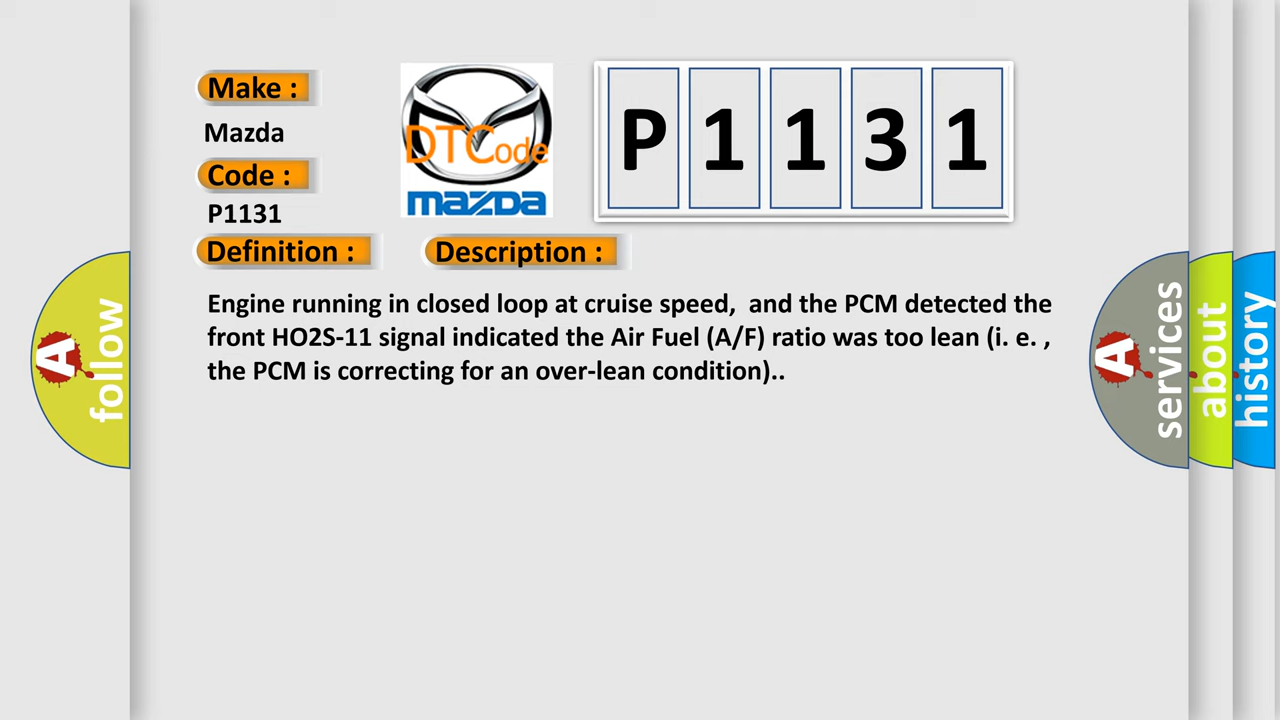 Make :
Mazda
Code :
P1131
Definition :
Description :
DTCode
mazda
P 1 1 3 1
Engine running in closed loop at cruise speed, and the PCM detected the
front HO2S-11 signal indicated the Air Fuel (A/F) ratio was too lean (i. e. ,
the PCM is correcting for an over-lean condition)..
A
follow
A
services
about
history